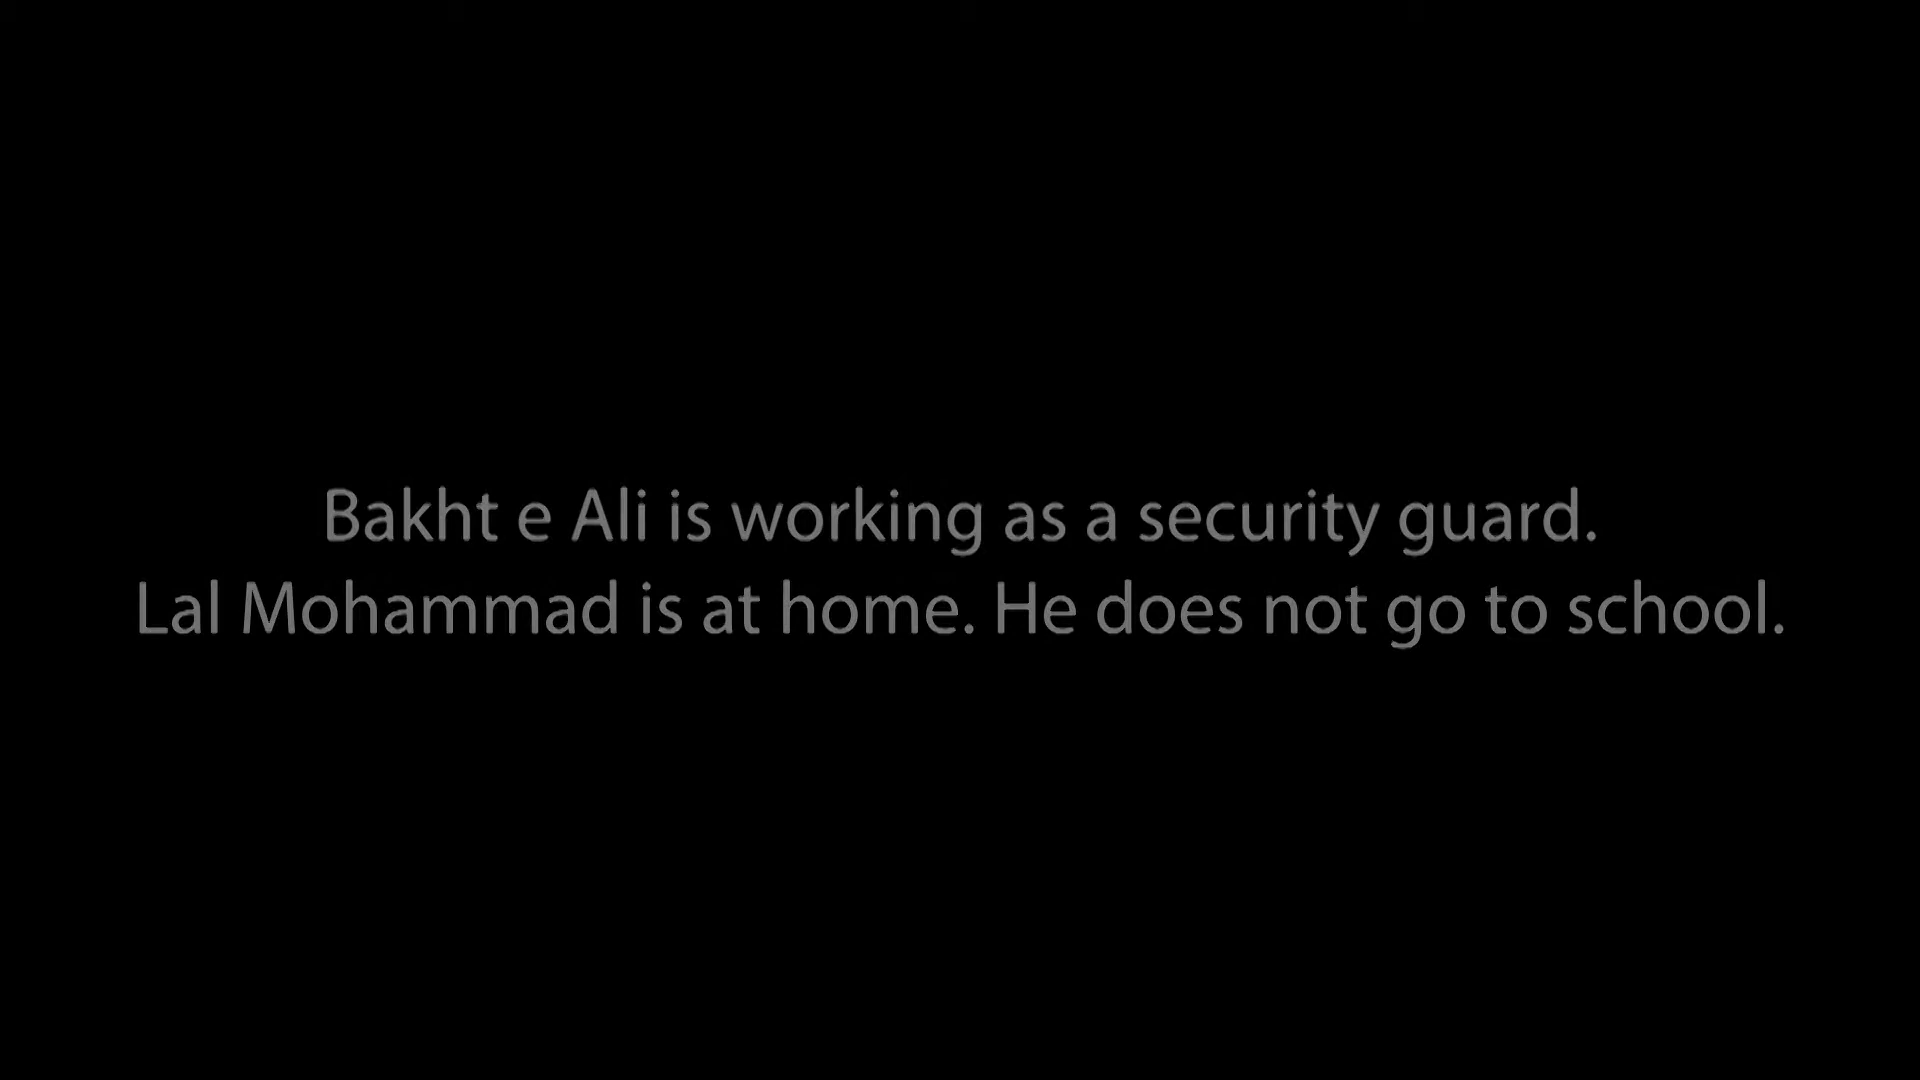 Bakht e Ali is working as a security guard.
Lal Mohammad is at home. He does not go to school.